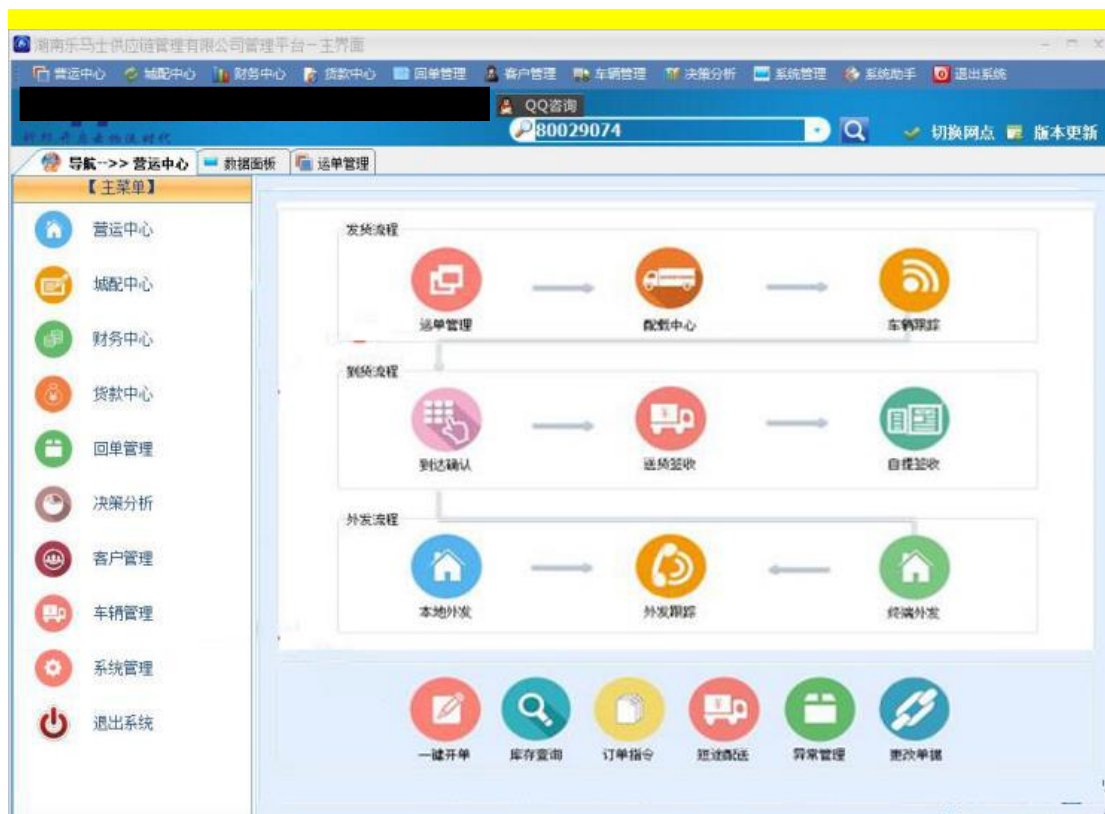 湖南乐马士供应链管理有限公司管理平台－主界面
营运中心 城配中心 财务中心 货款中心 回单管理 客户管理 车辆管理 决策分析 系统管理 系统助手 退出系统
QQ咨询
80029074 切换网点 版本更新
导航-->> 营运中心 数据面板 运单管理
【主菜单】
营运中心
城配中心
财务中心
货款中心
回单管理
决策分析
客户管理
车辆管理
系统管理
退出系统
发货流程
运单管理 配载中心 车辆跟踪
到货流程
到达确认 送货签收 自提签收
外发流程
本地外发 外发跟踪 终端外发
一键开单 库存查询 订单指令 短途配送 异常管理 更改单据